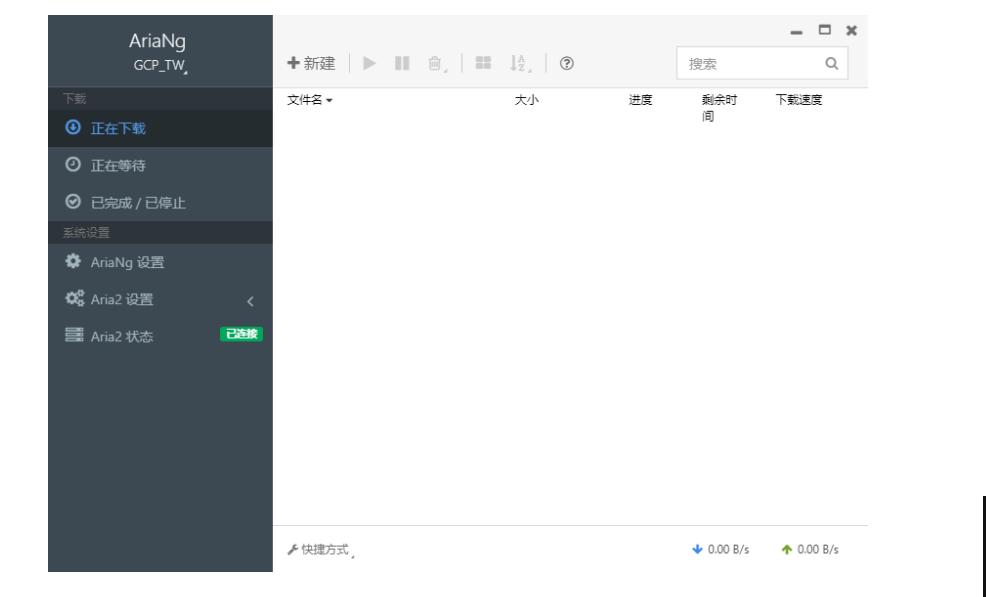 AriaNg
GCP_TW
下载
正在下载
正在等待
已完成 / 已停止
系统设置
AriaNg 设置
Aria2 设置
Aria2 状态 已连接
新建
搜索
文件名 大小 进度 剩余时间 下载速度
快捷方式 0.00 B/s 0.00 B/s